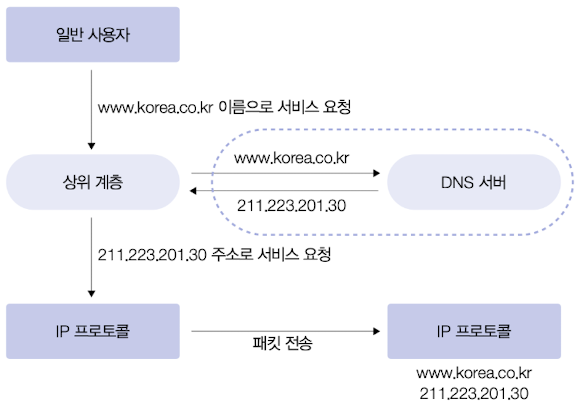 일반 사용자
www.korea.co.kr 이름으로 서비스 요청
상위 계층
www.korea.co.kr
211.223.201.30
DNS 서버
211.223.201.30 주소로 서비스 요청
IP 프로토콜
패킷 전송
IP 프로토콜
www.korea.co.kr
211.223.201.30